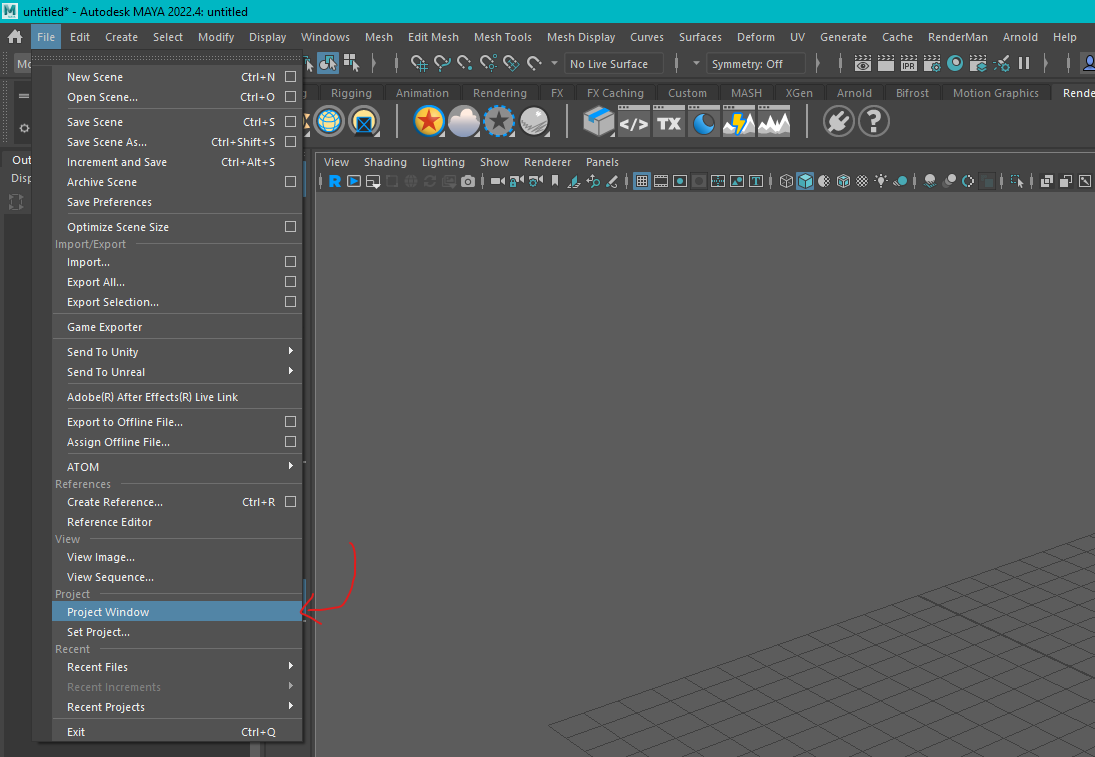 untitled* - Autodesk MAYA 2022.4: untitled
File Edit Create Select Modify Display Windows Mesh Edit Mesh Mesh Tools Mesh Display Curves Surfaces Deform UV Generate Cache RenderMan Arnold Help
No Live Surface Symmetry: Off IPR
Rigging Animation Rendering FX FX Caching Custom MASH XGen Arnold Bifrost Motion Graphics
</> TX ?
View Shading Lighting Show Renderer Panels
New Scene Ctrl+N
Open Scene... Ctrl+O
Save Scene Ctrl+S
Save Scene As... Ctrl+Shift+S
Increment and Save Ctrl+Alt+S
Archive Scene
Save Preferences
Optimize Scene Size
Import/Export
Import...
Export All...
Export Selection...
Game Exporter
Send To Unity
Send To Unreal
Adobe(R) After Effects(R) Live Link
Export to Offline File...
Assign Offline File...
ATOM
References
Create Reference... Ctrl+R
Reference Editor
View
View Image...
View Sequence...
Project
Project Window
Set Project...
Recent
Recent Files
Recent Increments
Recent Projects
Exit Ctrl+Q